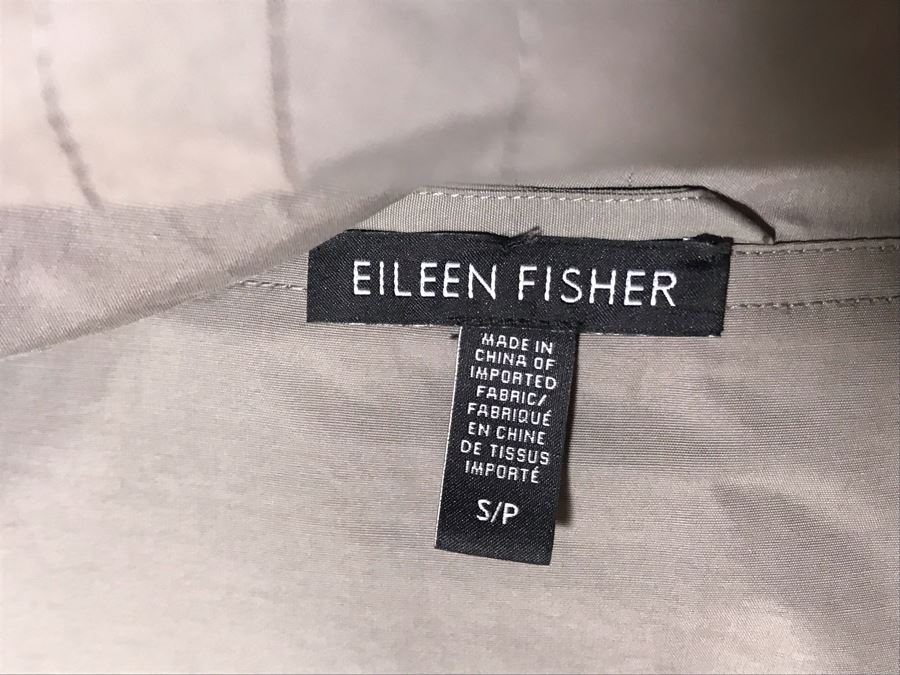 EILEEN FISHER
MADE IN
CHINA OF
IMPORTED
FABRIC/
FABRIQUÉ
EN CHINE
DE TISSUS
IMPORTÉ
S/P